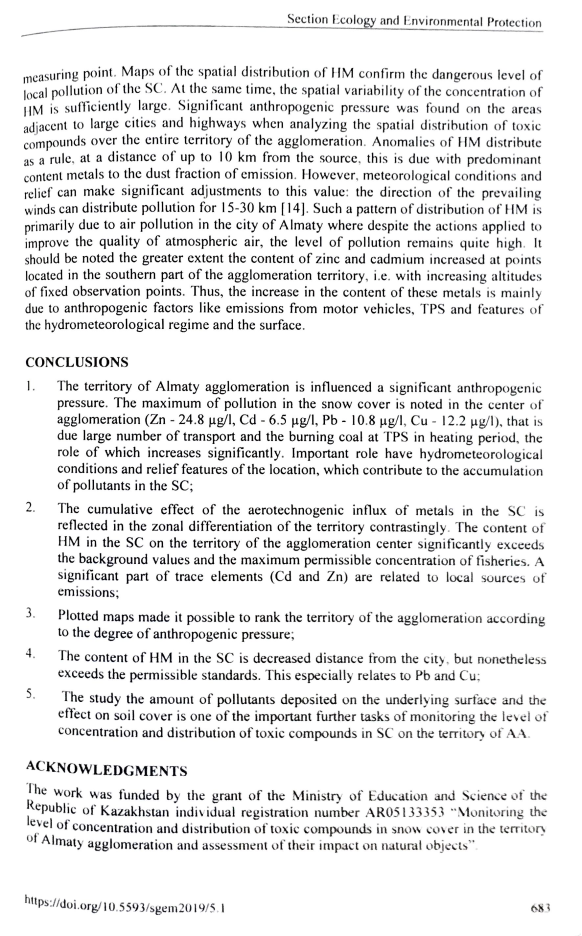 Section Ecology and Environmental Protection
measuring point. Maps of the spatial distribution of HM confirm the dangerous level of
local pollution of the SC. At the same time, the spatial variability of the concentration of
HM is sufficiently large. Significant anthropogenic pressure was found on the areas
adjacent to large cities and highways when analyzing the spatial distribution of toxic
compounds over the entire territory of the agglomeration. Anomalies of HM distribute
as a rule, at a distance of up to 10 km from the source, this is due with predominant
content metals to the dust fraction of emission. However, meteorological conditions and
relief can make significant adjustments to this value: the direction of the prevailing
winds can distribute pollution for 15-30 km [14]. Such a pattern of distribution of HM is
primarily due to air pollution in the city of Almaty where despite the actions applied to
improve the quality of atmospheric air, the level of pollution remains quite high. It
should be noted the greater extent the content of zinc and cadmium increased at points
located in the southern part of the agglomeration territory, i.e. with increasing altitudes
of fixed observation points. Thus, the increase in the content of these metals is mainly
due to anthropogenic factors like emissions from motor vehicles, TPS and features of
the hydrometeorological regime and the surface.
CONCLUSIONS
1. The territory of Almaty agglomeration is influenced a significant anthropogenic
pressure. The maximum of pollution in the snow cover is noted in the center of
agglomeration (Zn - 24.8 µg/l, Cd - 6.5 µg/l, Pb - 10.8 µg/l, Cu - 12.2 µg/l), that is
due large number of transport and the burning coal at TPS in heating period, the
role of which increases significantly. Important role have hydrometeorological
conditions and relief features of the location, which contribute to the accumulation
of pollutants in the SC;
2. The cumulative effect of the aerotechnogenic influx of metals in the SC is
reflected in the zonal differentiation of the territory contrastingly. The content of
HM in the SC on the territory of the agglomeration center significantly exceeds
the background values and the maximum permissible concentration of fisheries. A
significant part of trace elements (Cd and Zn) are related to local sources of
emissions;
3. Plotted maps made it possible to rank the territory of the agglomeration according
to the degree of anthropogenic pressure;
4. The content of HM in the SC is decreased distance from the city, but nonetheless
exceeds the permissible standards. This especially relates to Pb and Cu;
5. The study the amount of pollutants deposited on the underlying surface and the
effect on soil cover is one of the important further tasks of monitoring the level of
concentration and distribution of toxic compounds in SC on the territory of AA.
ACKNOWLEDGMENTS
The work was funded by the grant of the Ministry of Education and Science of the
Republic of Kazakhstan individual registration number AR05133353 "Monitoring the
level of concentration and distribution of toxic compounds in snow cover in the territory
of Almaty agglomeration and assessment of their impact on natural objects".
https://doi.org/10.5593/sgem2019/5.1
683